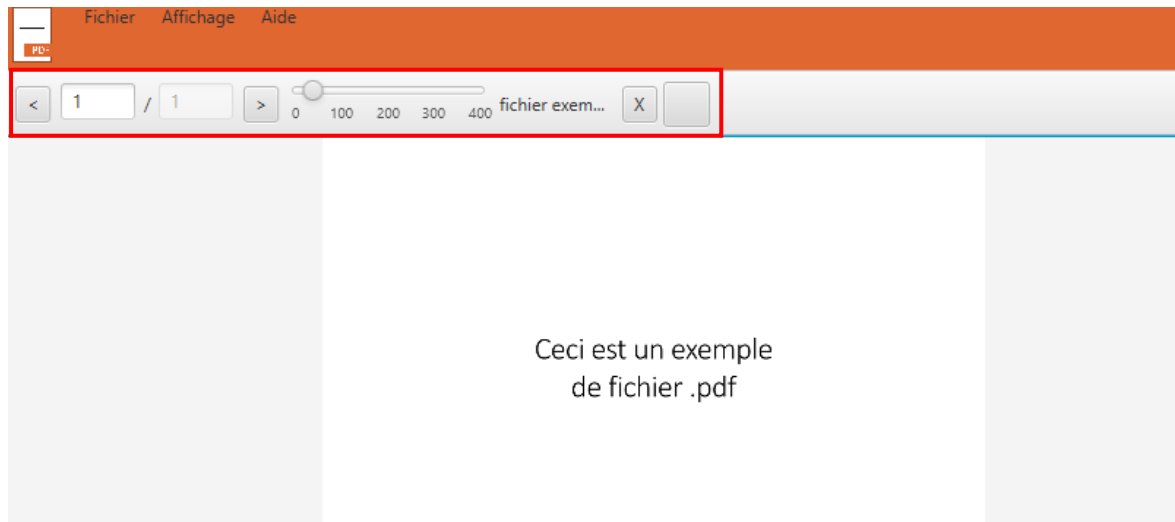 Fichier Affichage Aide
PD-
< 1 / 1 > 0 100 200 300 400 fichier exem... X
Ceci est un exemple
de fichier .pdf